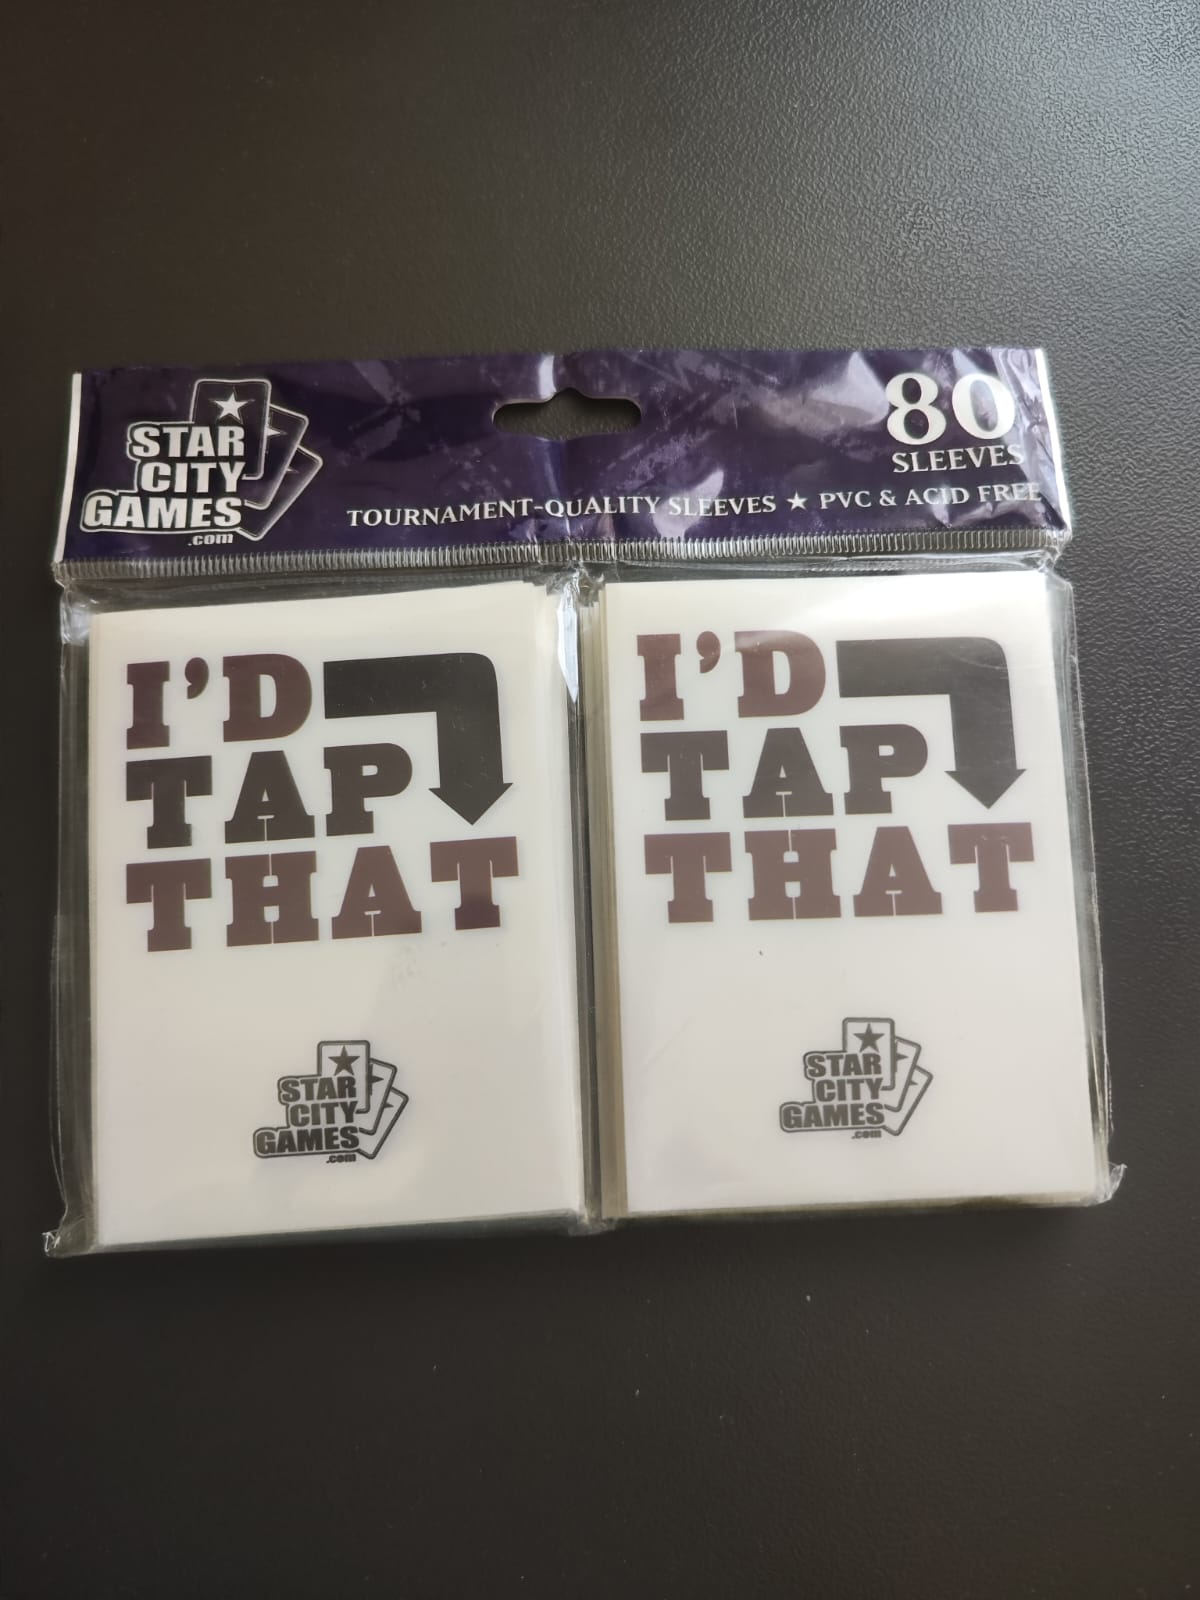 STAR
CITY
GAMES
.com
80
SLEEVES
TOURNAMENT-QUALITY SLEEVES ★ PVC & ACID FREE
I'D
TAP
THAT
STAR
CITY
GAMES
.com
I'D
TAP
THAT
STAR
CITY
GAMES
.com